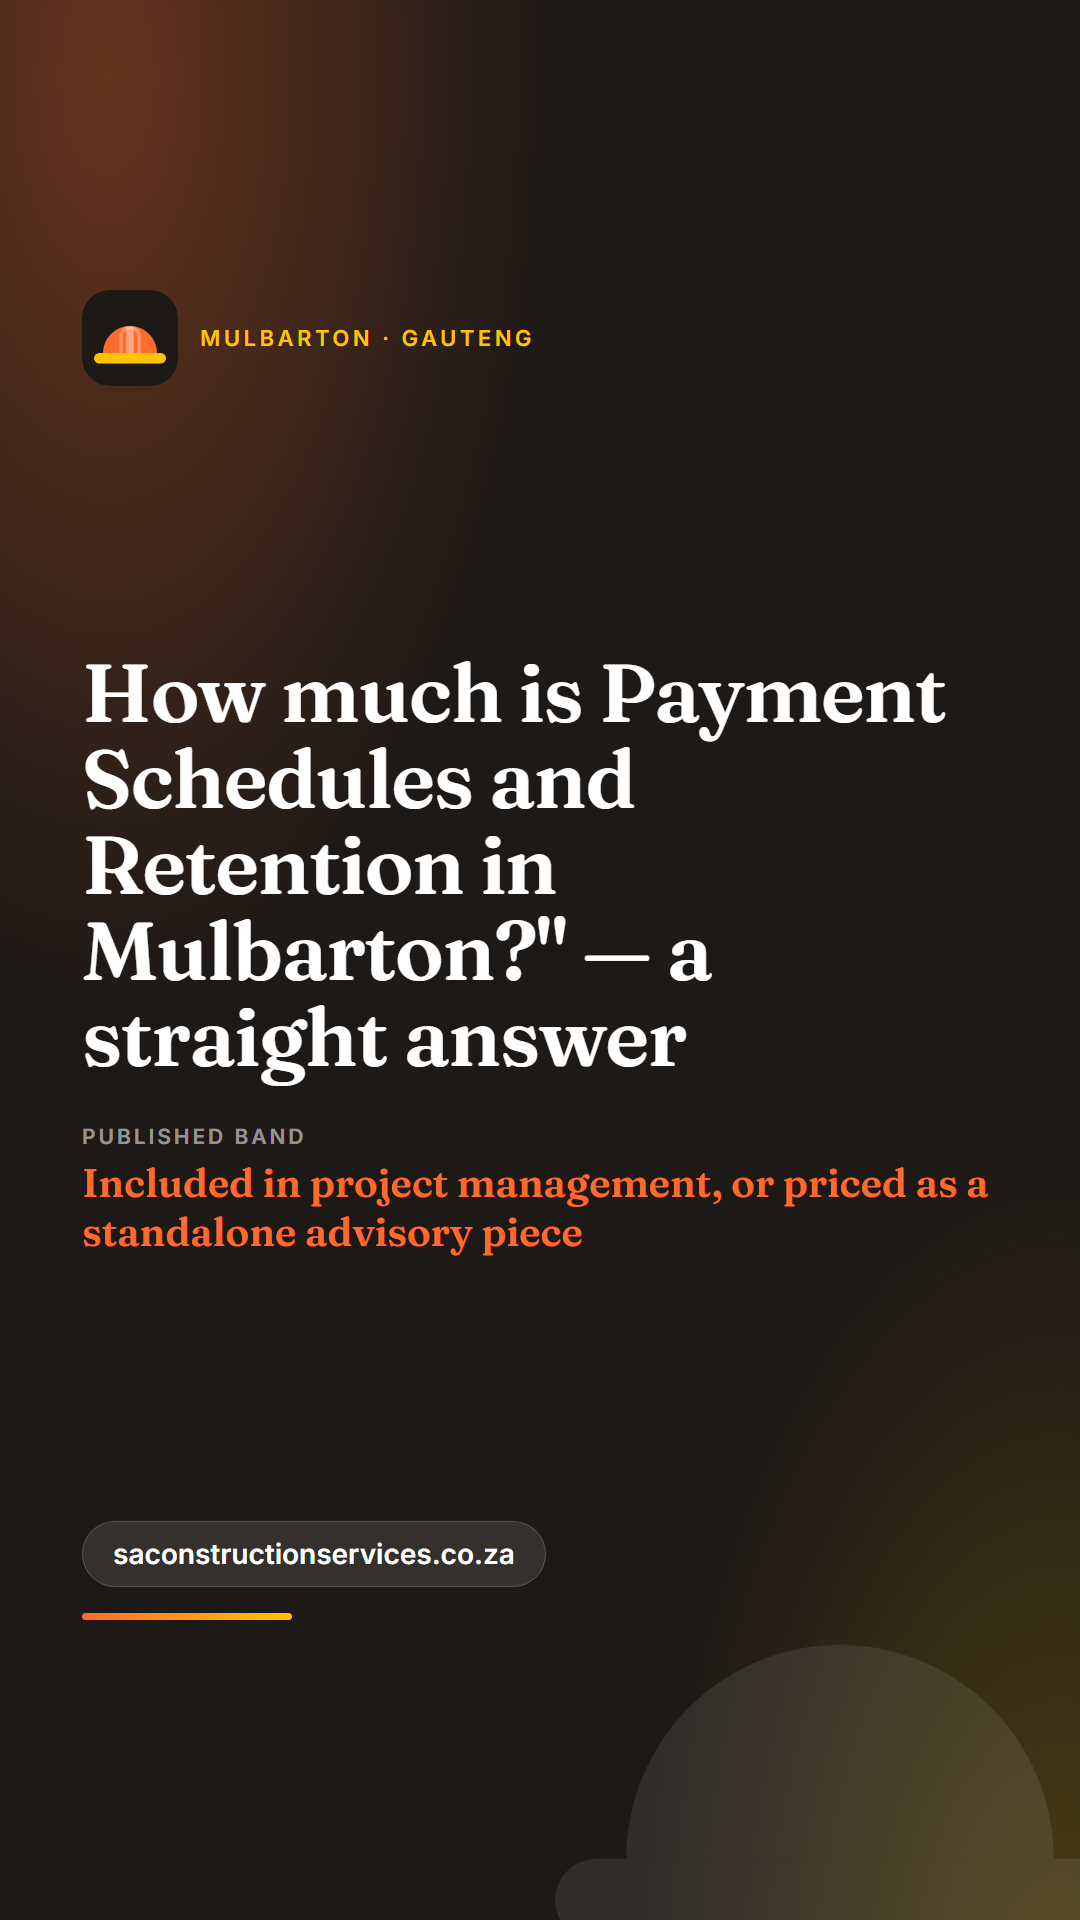 MULBARTON · GAUTENG
How much is Payment
Schedules and
Retention in
Mulbarton?" — a
straight answer
PUBLISHED BAND
Included in project management, or priced as a
standalone advisory piece
saconstructionservices.co.za